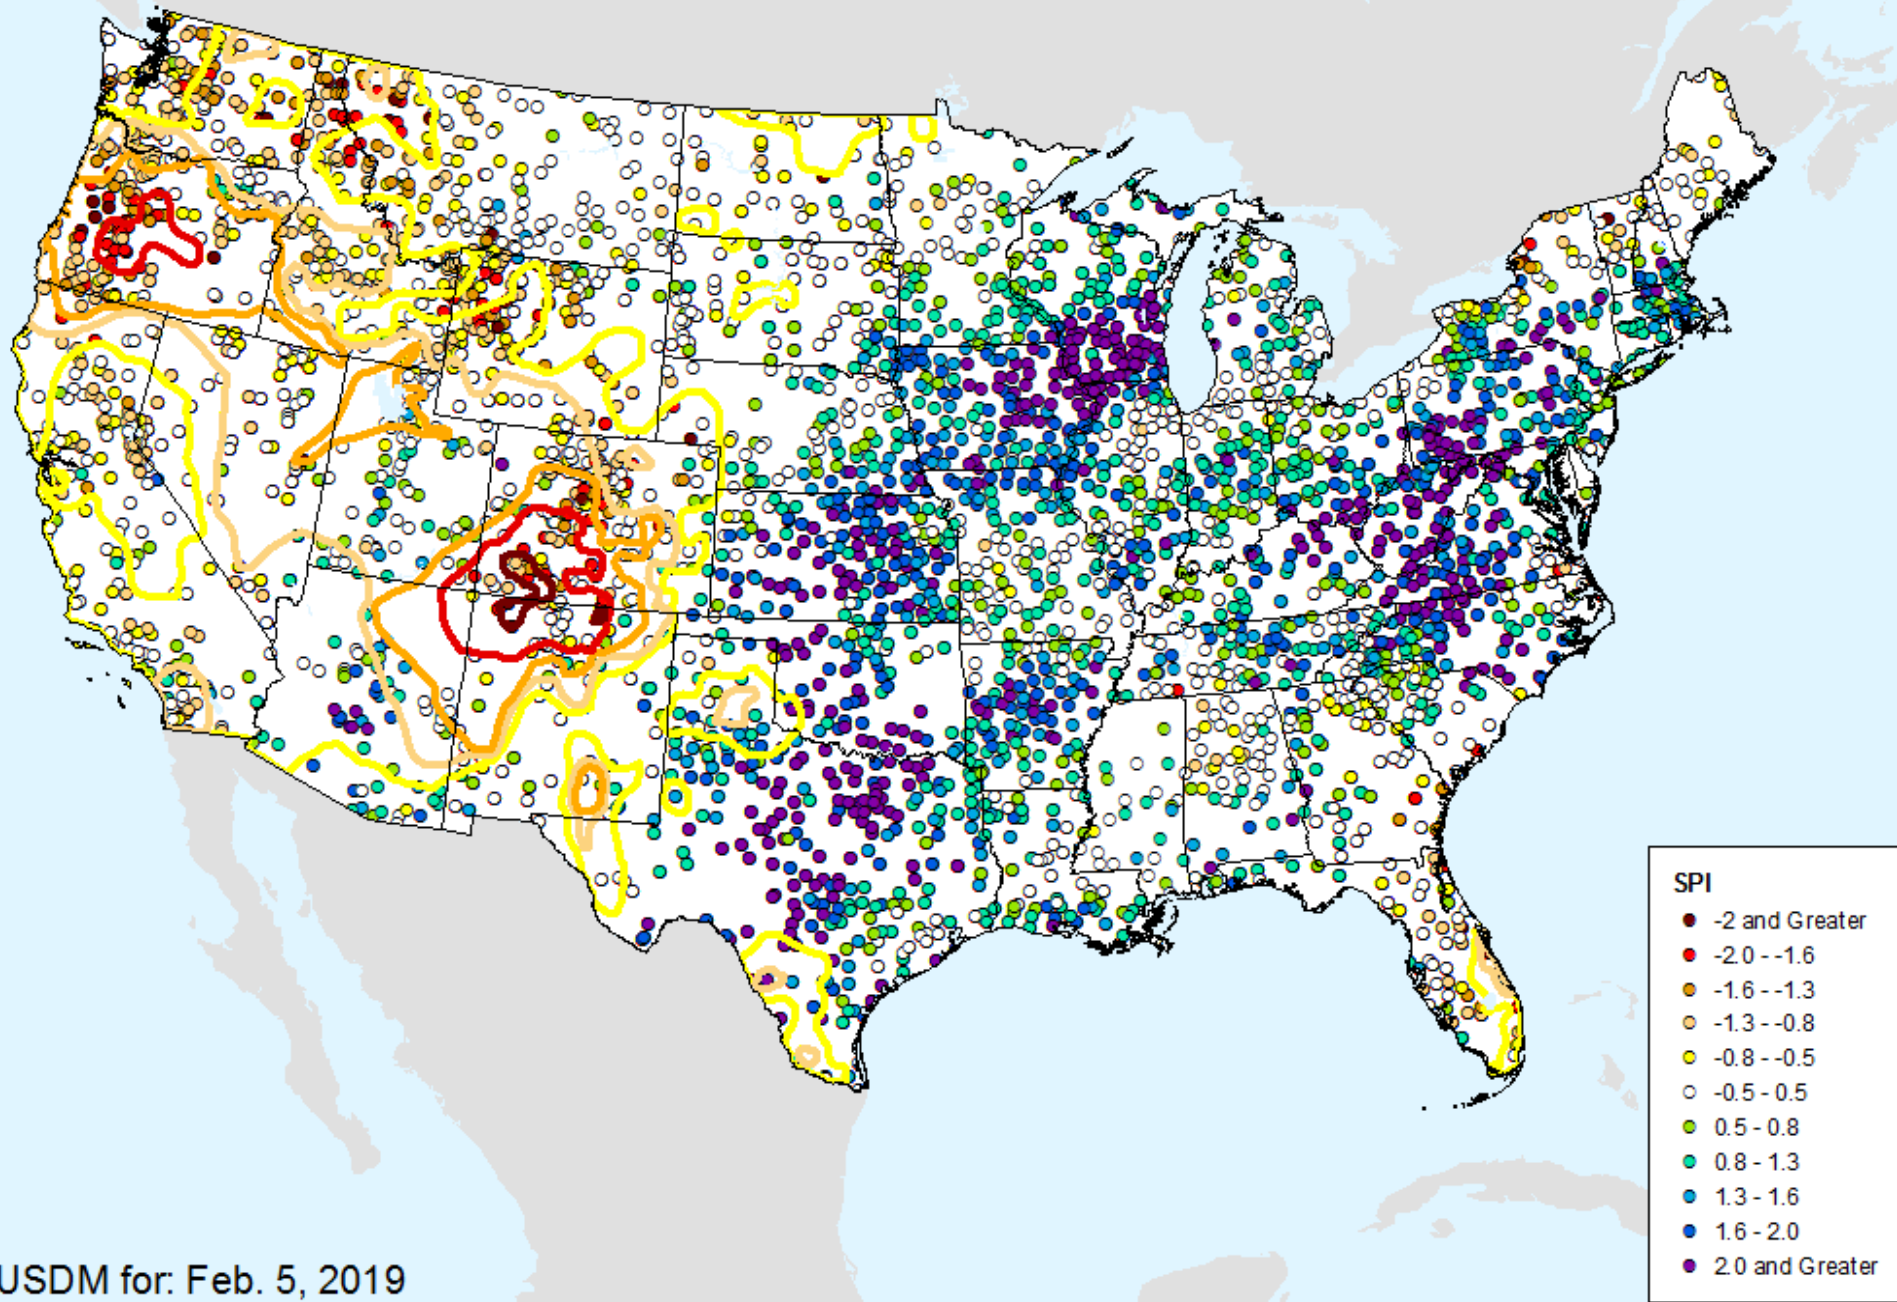 SPI
-2 and Greater
-2.0 - -1.6
-1.6 - -1.3
-1.3 - -0.8
-0.8 - -0.5
-0.5 - 0.5
0.5 - 0.8
0.8 - 1.3
1.3 - 1.6
1.6 - 2.0
2.0 and Greater
USDM for: Feb. 5, 2019